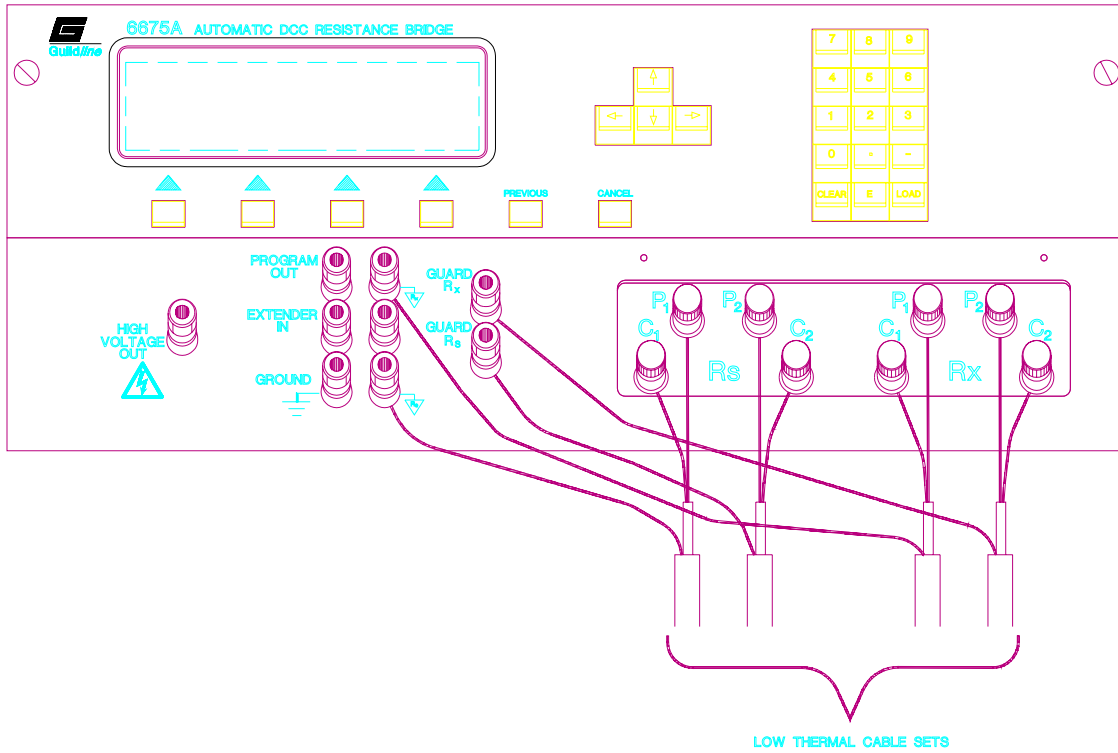 6675A AUTOMATIC DCC RESISTANCE BRIDGE
Guildline
7 8 9
4 5 6
1 2 3
0 . -
CLEAR E LOAD
PREVIOUS
CANCEL
PROGRAM
OUT
EXTENDER
IN
GROUND
HIGH
VOLTAGE
OUT
GUARD
Rx
GUARD
Rs
P1 P2
C1 C2
Rs
P1 P2
C1 C2
Rx
LOW THERMAL CABLE SETS